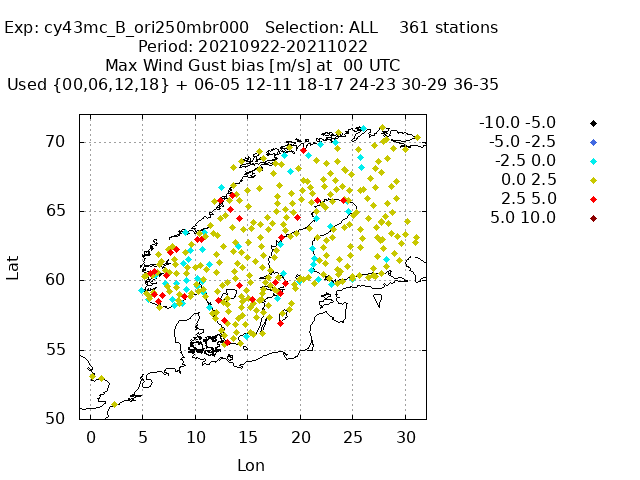 Exp: cy43mc_B_ori250mbr000   Selection: ALL    361 stations
Period: 20210922-20211022
Max Wind Gust bias [m/s] at  00 UTC
Used {00,06,12,18} + 06-05 12-11 18-17 24-23 30-29 36-35
-10.0 -5.0
-5.0 -2.5
-2.5 0.0
0.0 2.5
2.5 5.0
5.0 10.0
70
65
60
55
50
Lat
0 5 10 15 20 25 30
Lon